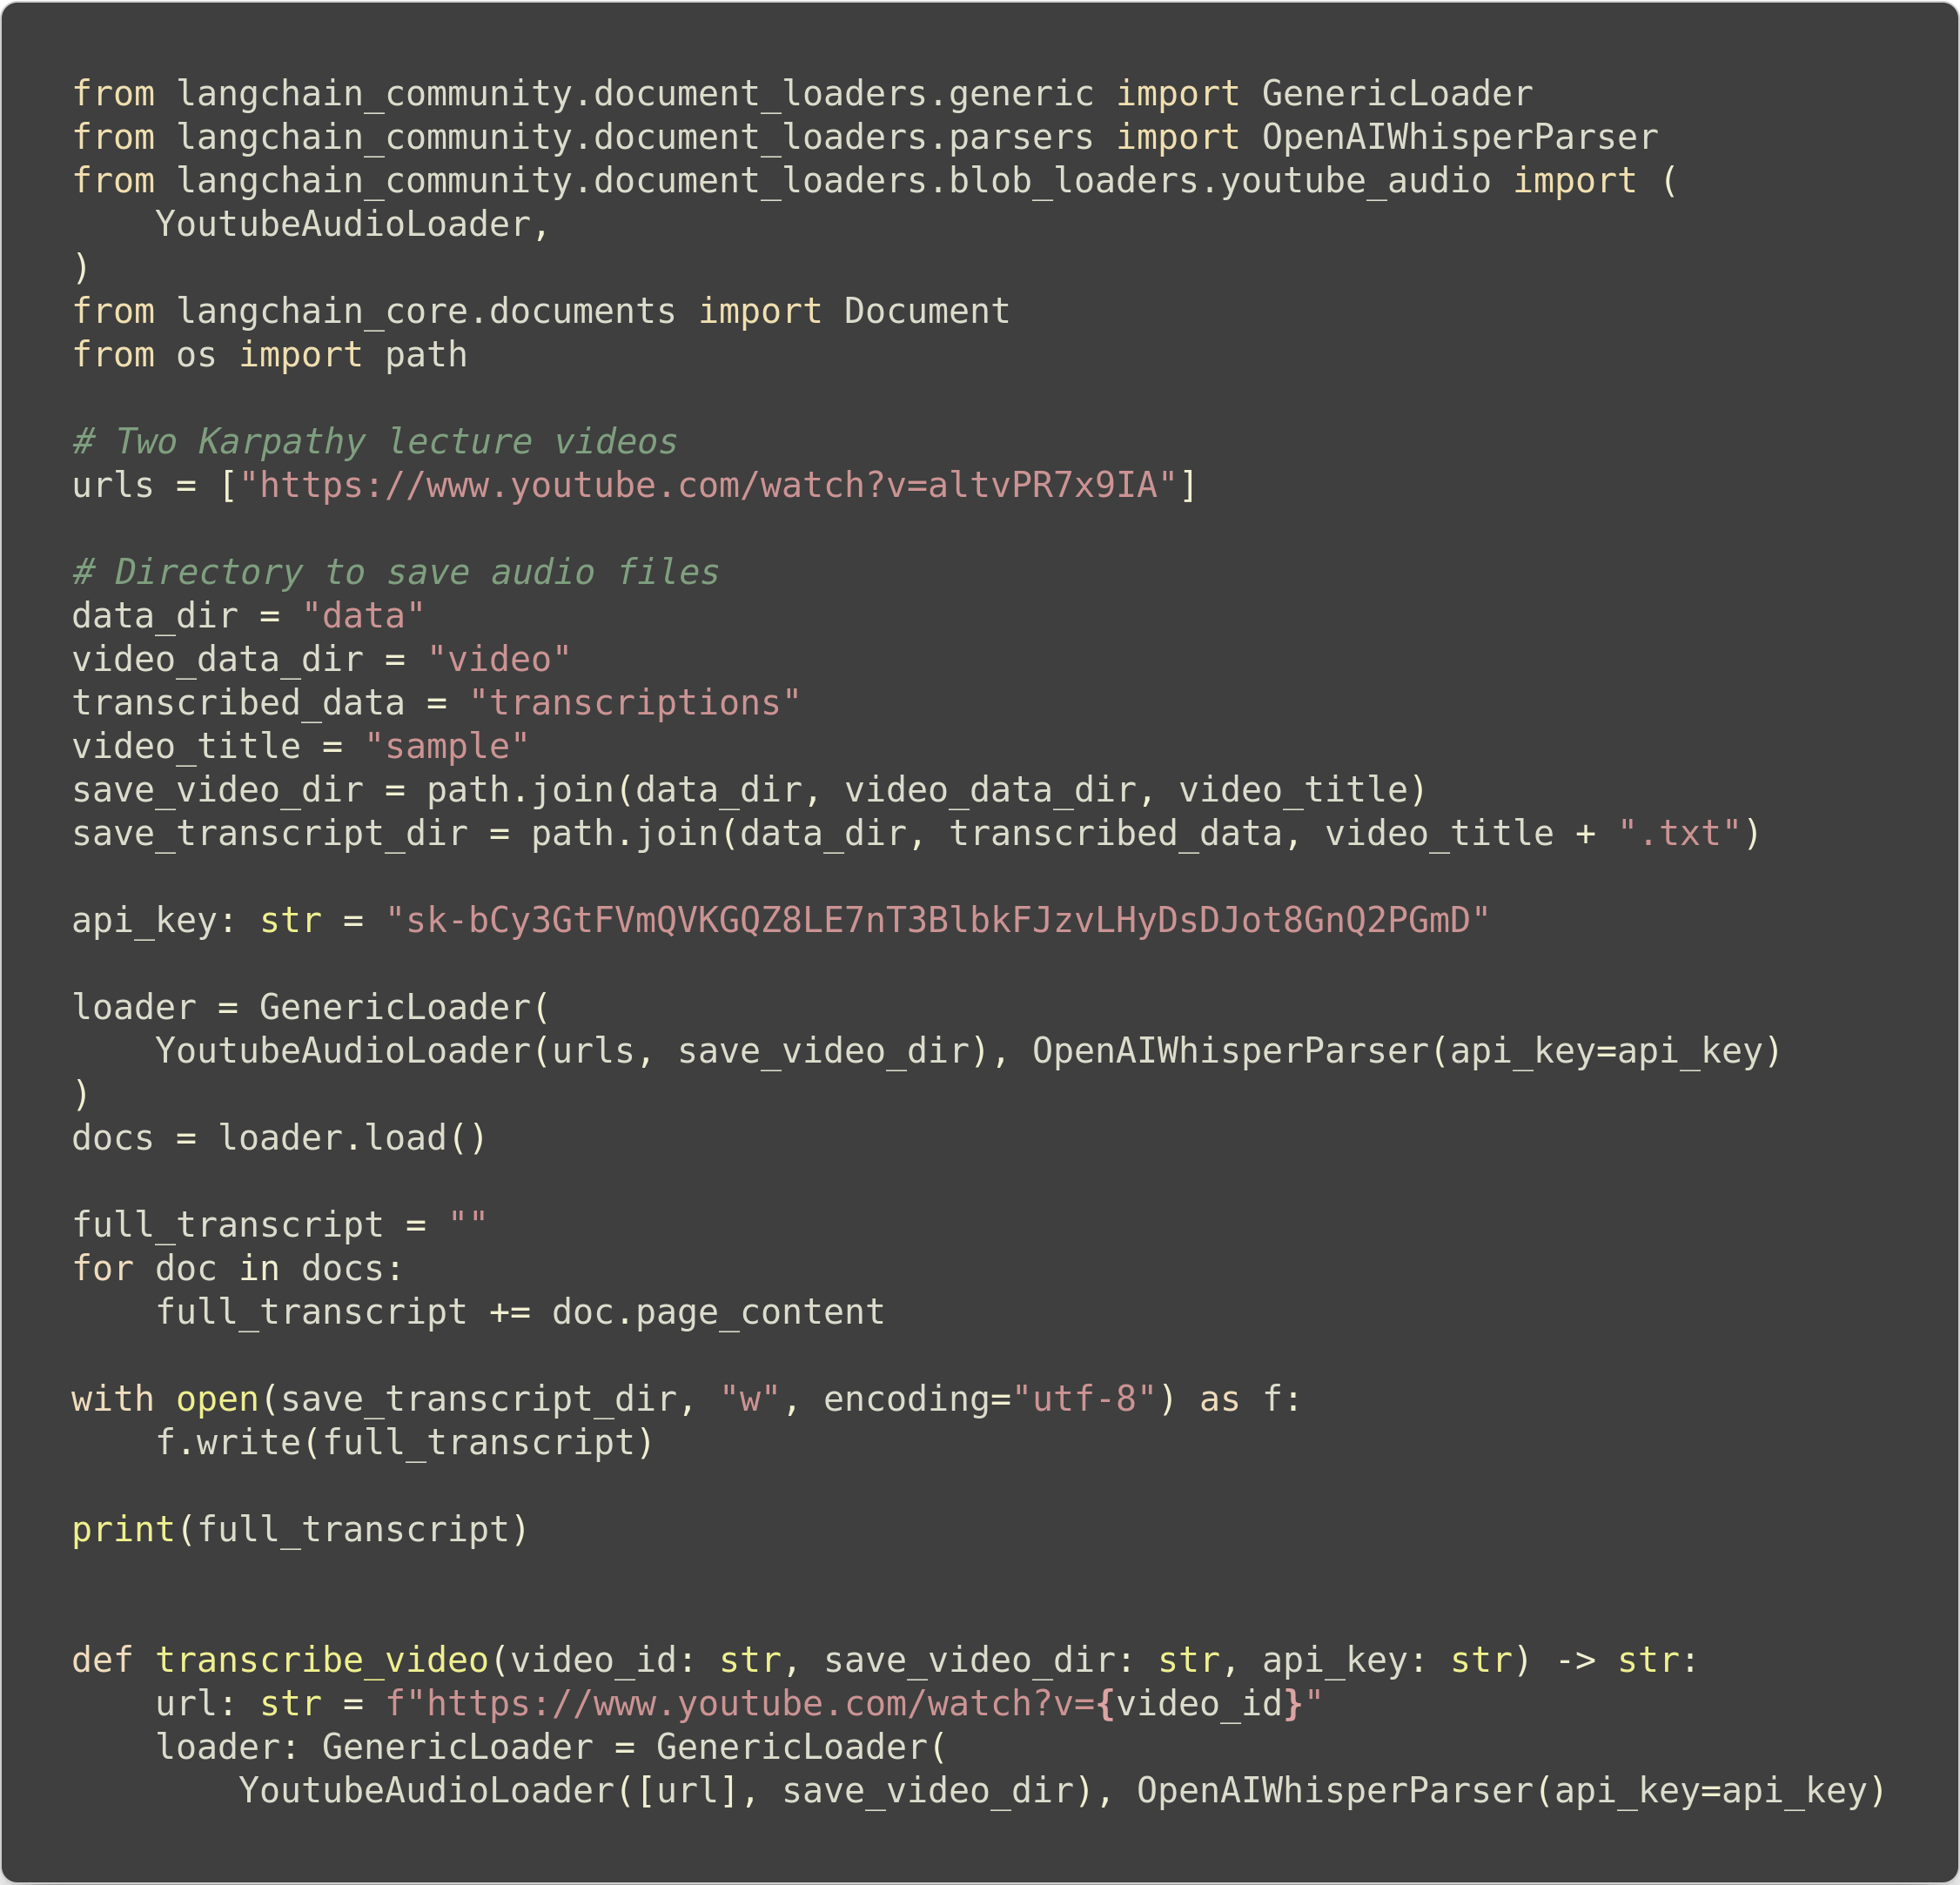 from langchain_community.document_loaders.generic import GenericLoader
from langchain_community.document_loaders.parsers import OpenAIWhisperParser
from langchain_community.document_loaders.blob_loaders.youtube_audio import (
    YoutubeAudioLoader,
)
from langchain_core.documents import Document
from os import path

# Two Karpathy lecture videos
urls = ["https://www.youtube.com/watch?v=altvPR7x9IA"]

# Directory to save audio files
data_dir = "data"
video_data_dir = "video"
transcribed_data = "transcriptions"
video_title = "sample"
save_video_dir = path.join(data_dir, video_data_dir, video_title)
save_transcript_dir = path.join(data_dir, transcribed_data, video_title + ".txt")

api_key: str = "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"

loader = GenericLoader(
    YoutubeAudioLoader(urls, save_video_dir), OpenAIWhisperParser(api_key=api_key)
)
docs = loader.load()

full_transcript = ""
for doc in docs:
    full_transcript += doc.page_content

with open(save_transcript_dir, "w", encoding="utf-8") as f:
    f.write(full_transcript)

print(full_transcript)


def transcribe_video(video_id: str, save_video_dir: str, api_key: str) -> str:
    url: str = f"https://www.youtube.com/watch?v={video_id}"
    loader: GenericLoader = GenericLoader(
        YoutubeAudioLoader([url], save_video_dir), OpenAIWhisperParser(api_key=api_key)